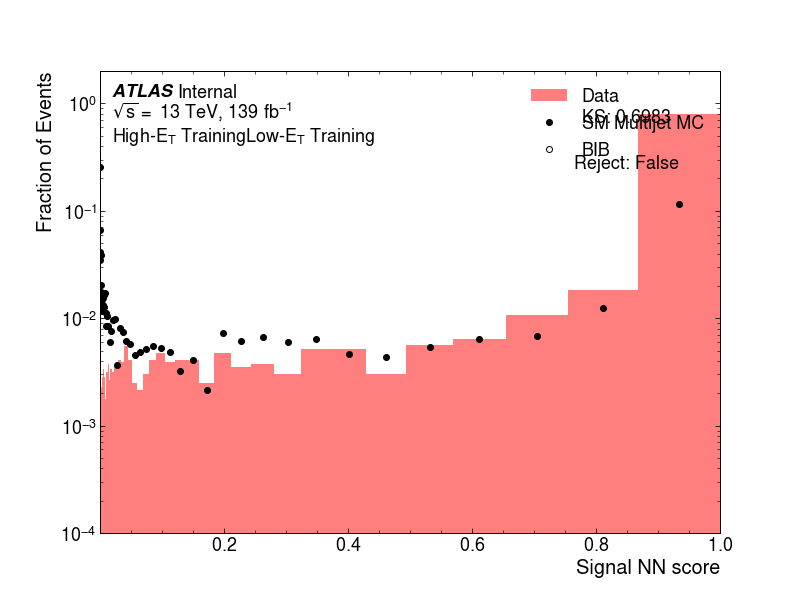 ATLAS Internal
√s = 13 TeV, 139 fb⁻¹
High-E_T TrainingLow-E_T Training
Data
KS: 0.6983
SM Multijet MC
BIB
Reject: False
Fraction of Events
10⁰
10⁻¹
10⁻²
10⁻³
10⁻⁴
0.2 0.4 0.6 0.8 1.0
Signal NN score